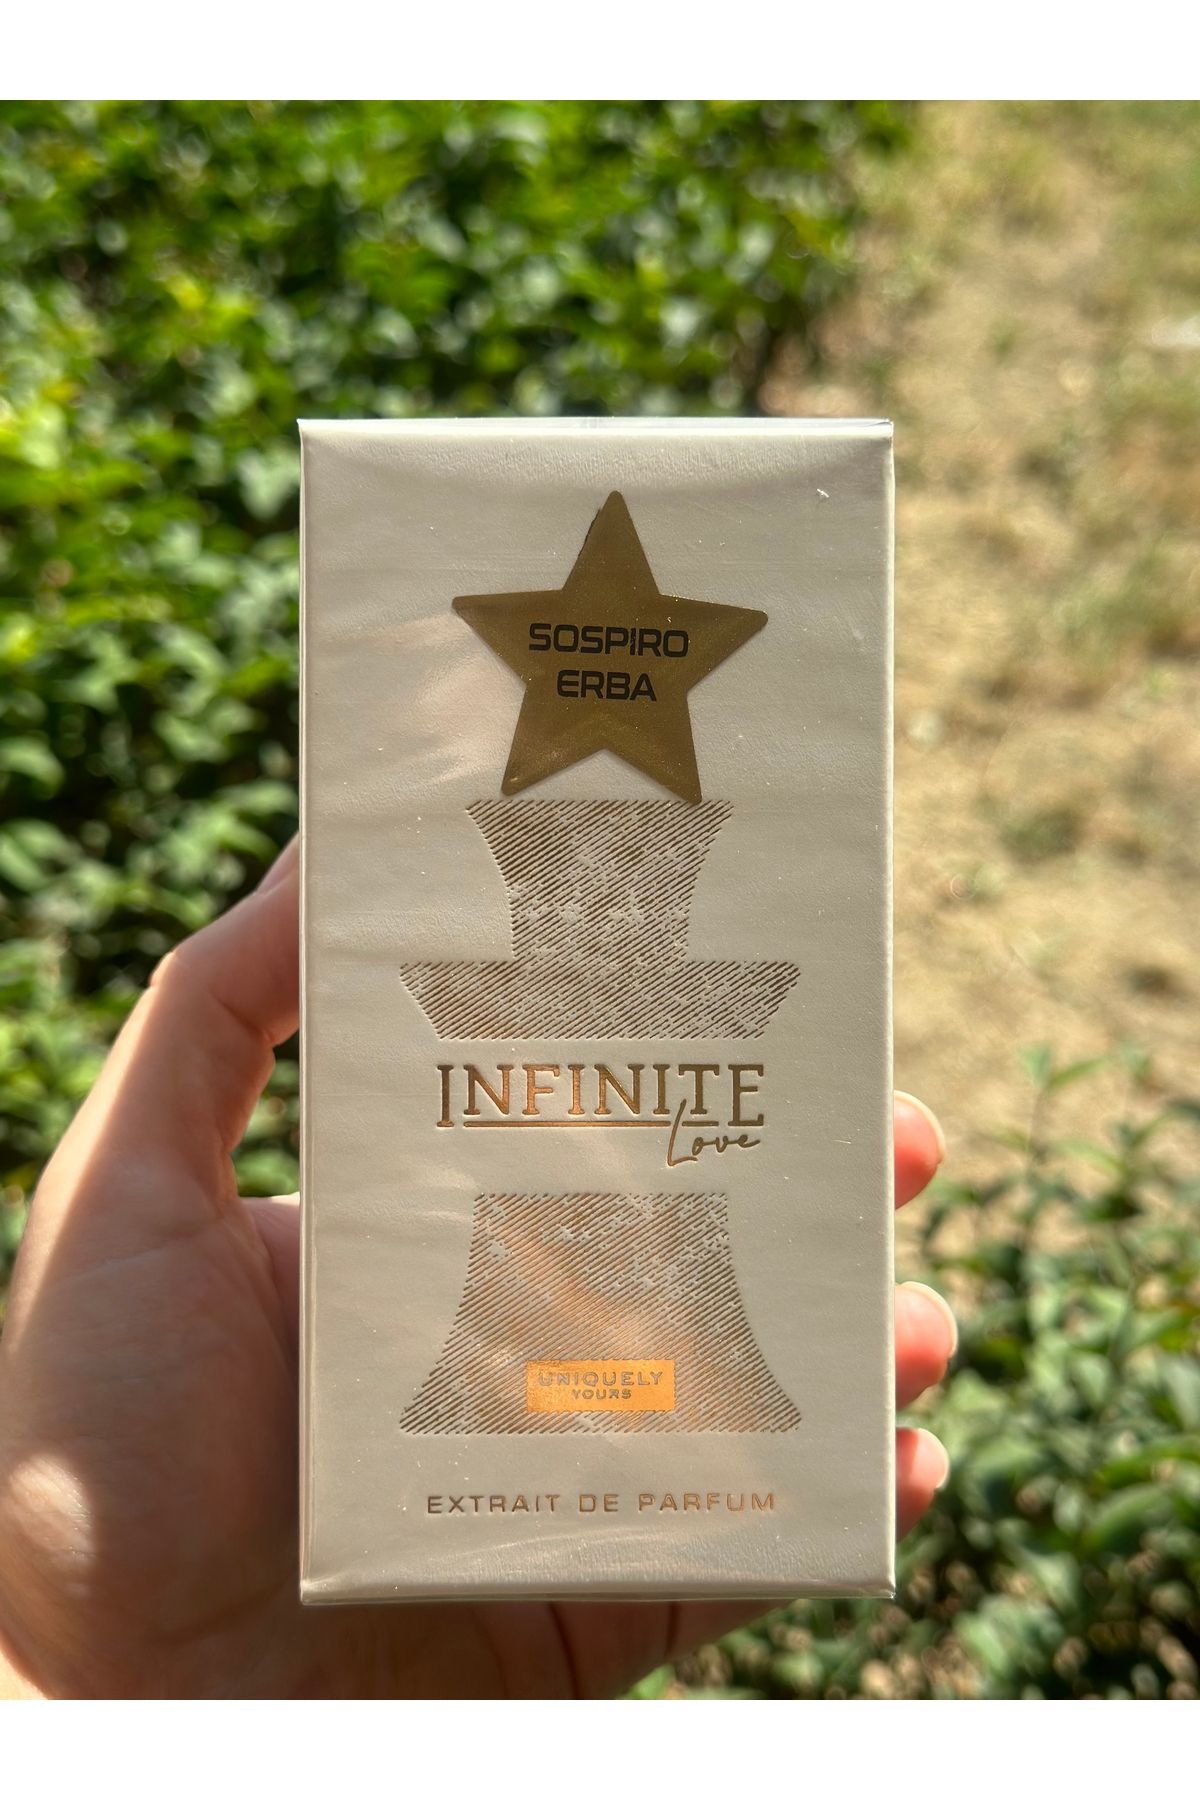 SOSPIRO
ERBA
INFINITE
Love
UNIQUELY
YOURS
EXTRAIT DE PARFUM